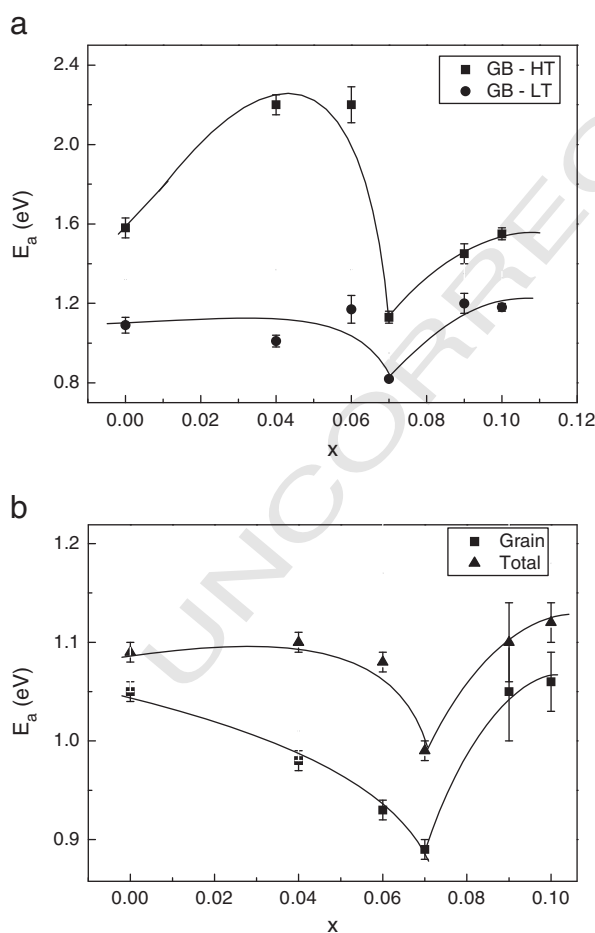 a
GB - HT
GB - LT
E_a (eV)
2.4
2.0
1.6
1.2
0.8
0.00 0.02 0.04 0.06 0.08 0.10 0.12
x
UNCORREC
b
Grain
Total
E_a (eV)
1.2
1.1
1.0
0.9
0.00 0.02 0.04 0.06 0.08 0.10
x